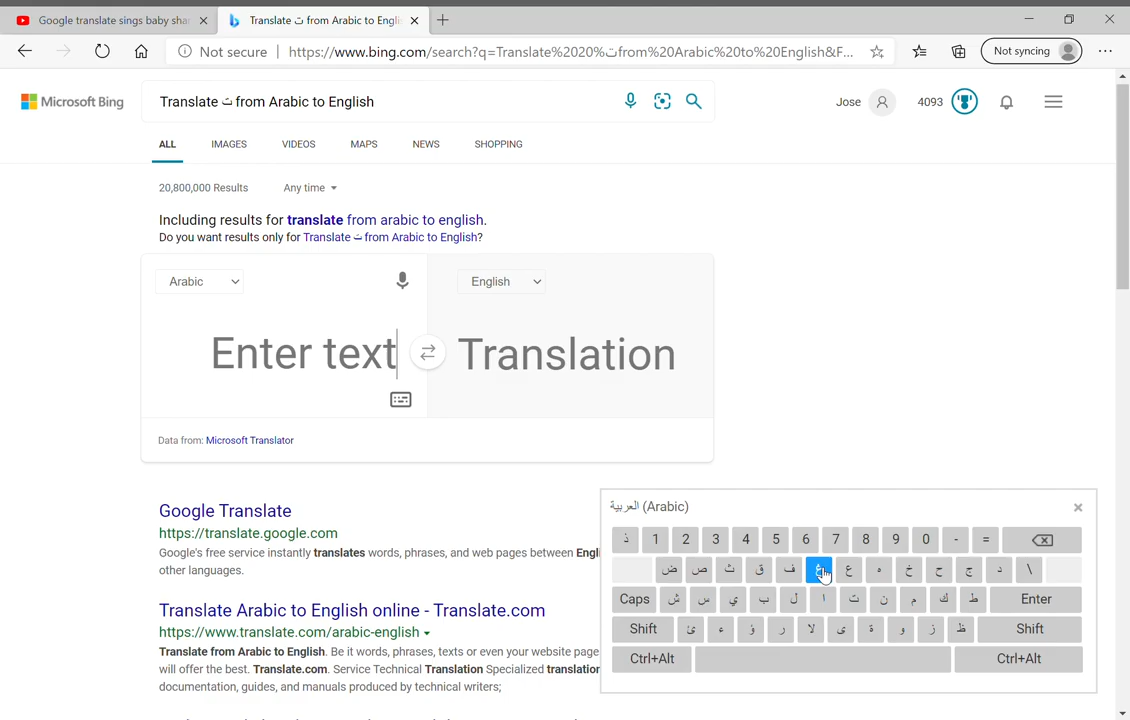 Google translate sings baby shar
Translate ت from Arabic to Engli
Not secure
https://www.bing.com/search?q=Translate%2020%تfrom%20Arabic%20to%20English&F...
Not syncing
Microsoft Bing
Translate ت from Arabic to English
Jose
4093
ALL IMAGES VIDEOS MAPS NEWS SHOPPING
20,800,000 Results Any time
Including results for translate from arabic to english.
Do you want results only for Translate ت from Arabic to English?
Arabic English
Enter text Translation
Data from: Microsoft Translator
Google Translate
https://translate.google.com
Google's free service instantly translates words, phrases, and web pages between Engli
other languages.
Translate Arabic to English online - Translate.com
https://www.translate.com/arabic-english
Translate from Arabic to English. Be it words, phrases, texts or even your website page
will offer the best. Translate.com. Service Technical Translation Specialized translation
documentation, guides, and manuals produced by technical writers;
العربية (Arabic)
ذ 1 2 3 4 5 6 7 8 9 0 - =
ض ص ث ق ف غ ع ه خ ح ج د \
Caps ش س ي ب ل ا ت ن م ك ط Enter
Shift ئ ء ؤ ر لا ى ة و ز ظ Shift
Ctrl+Alt Ctrl+Alt